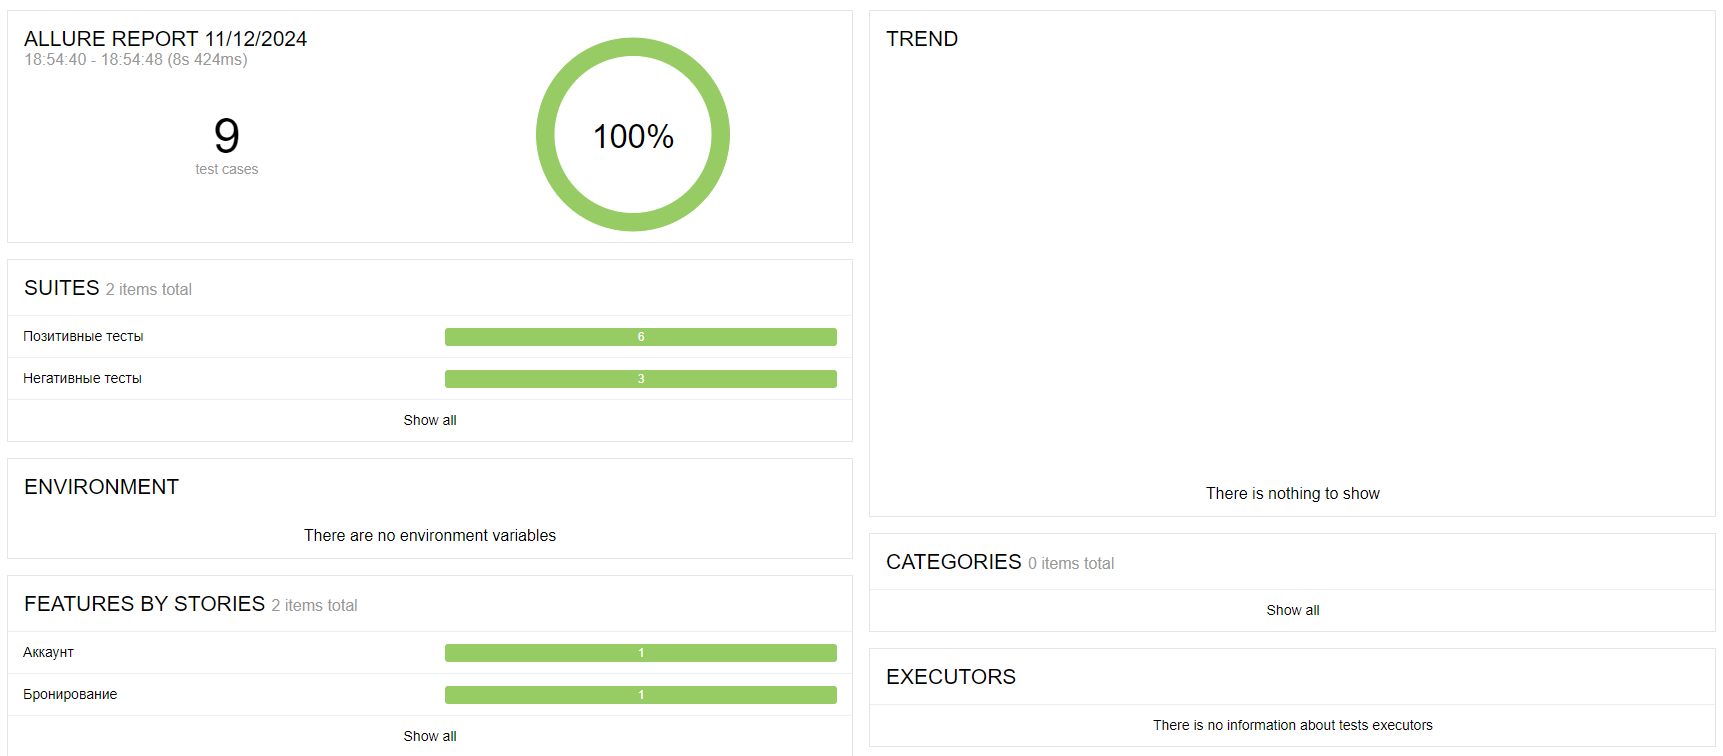 ALLURE REPORT 11/12/2024
18:54:40 - 18:54:48 (8s 424ms)
9
test cases
100%
SUITES 2 items total
Позитивные тесты 6
Негативные тесты 3
Show all
ENVIRONMENT
There are no environment variables
FEATURES BY STORIES 2 items total
Аккаунт 1
Бронирование 1
Show all
TREND
There is nothing to show
CATEGORIES 0 items total
Show all
EXECUTORS
There is no information about tests executors